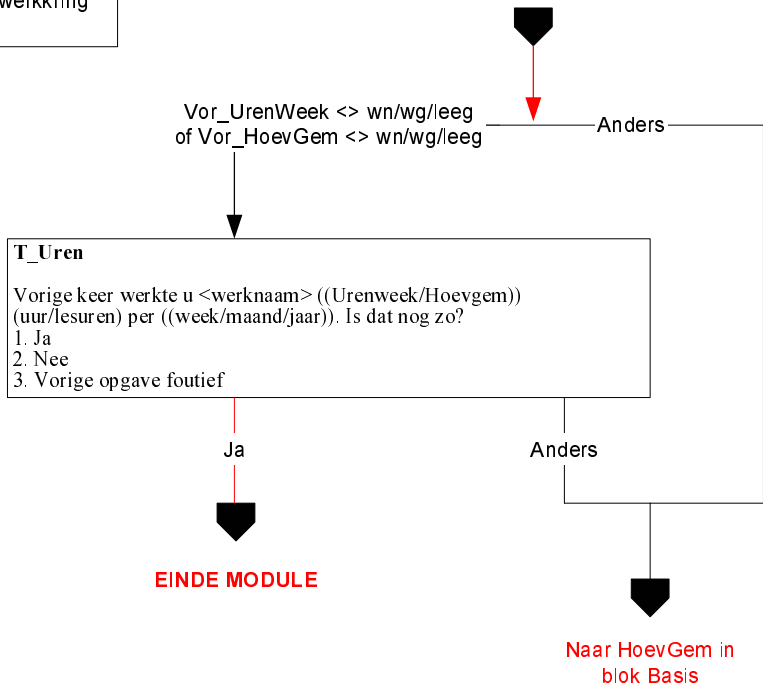 werkkring
Vor_UrenWeek <> wn/wg/leeg
of Vor_HoevGem <> wn/wg/leeg
Anders
T_Uren
Vorige keer werkte u <werknaam> ((Urenweek/Hoevgem))
(uur/lesuren) per ((week/maand/jaar)). Is dat nog zo?
1. Ja
2. Nee
3. Vorige opgave foutief
Ja
Anders
EINDE MODULE
Naar HoevGem in
blok Basis